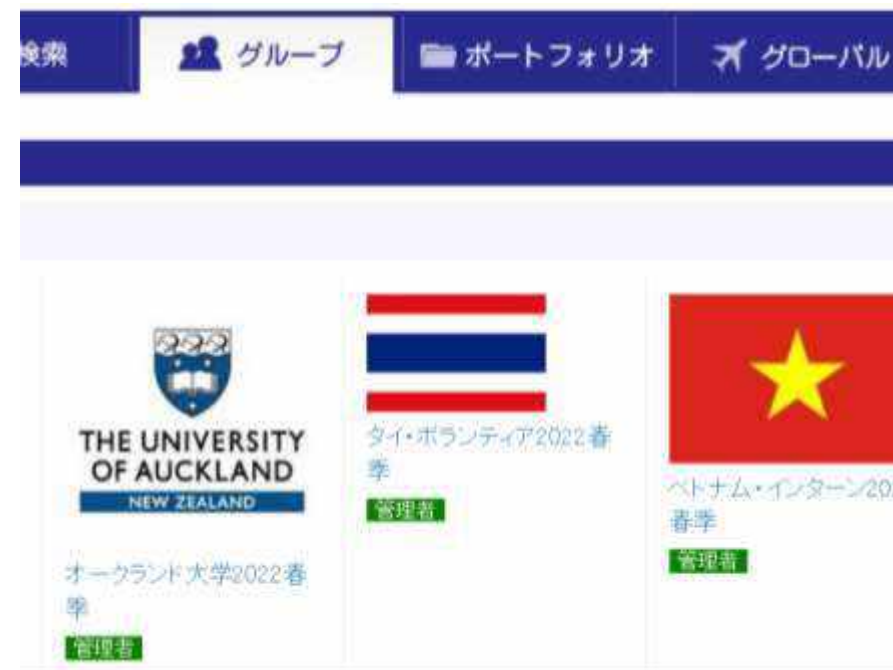 検索
グループ
ポートフォリオ
グローバル
THE UNIVERSITY
OF AUCKLAND
NEW ZEALAND
オークランド大学2022春
季
管理者
タイ・ボランティア2022春
季
管理者
ベトナム・インターン20
春季
管理者